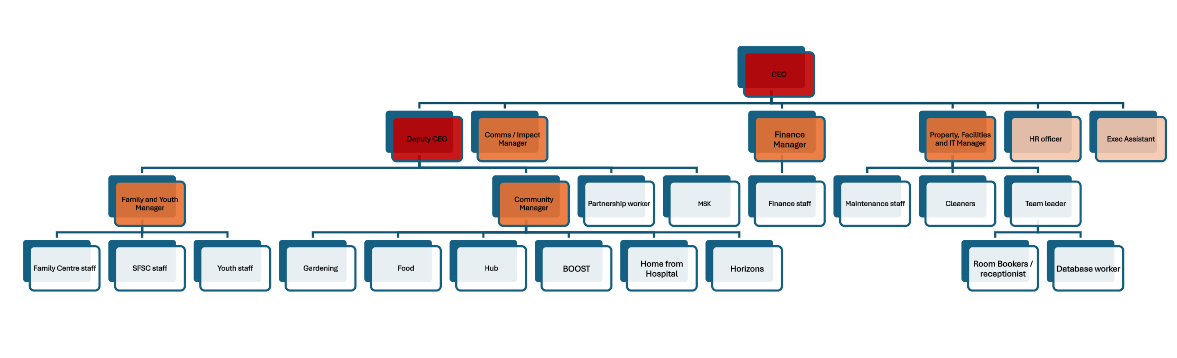 CEO
Deputy CEO
Comms / Impact
Manager
Finance
Manager
Property, Facilities
and IT Manager
HR officer
Exec Assistant
Family and Youth
Manager
Community
Manager
Partnership worker
MSK
Finance staff
Maintenance staff
Cleaners
Team leader
Family Centre staff
SFSC staff
Youth staff
Gardening
Food
Hub
BOOST
Home from
Hospital
Horizons
Room Bookers /
receptionist
Database worker